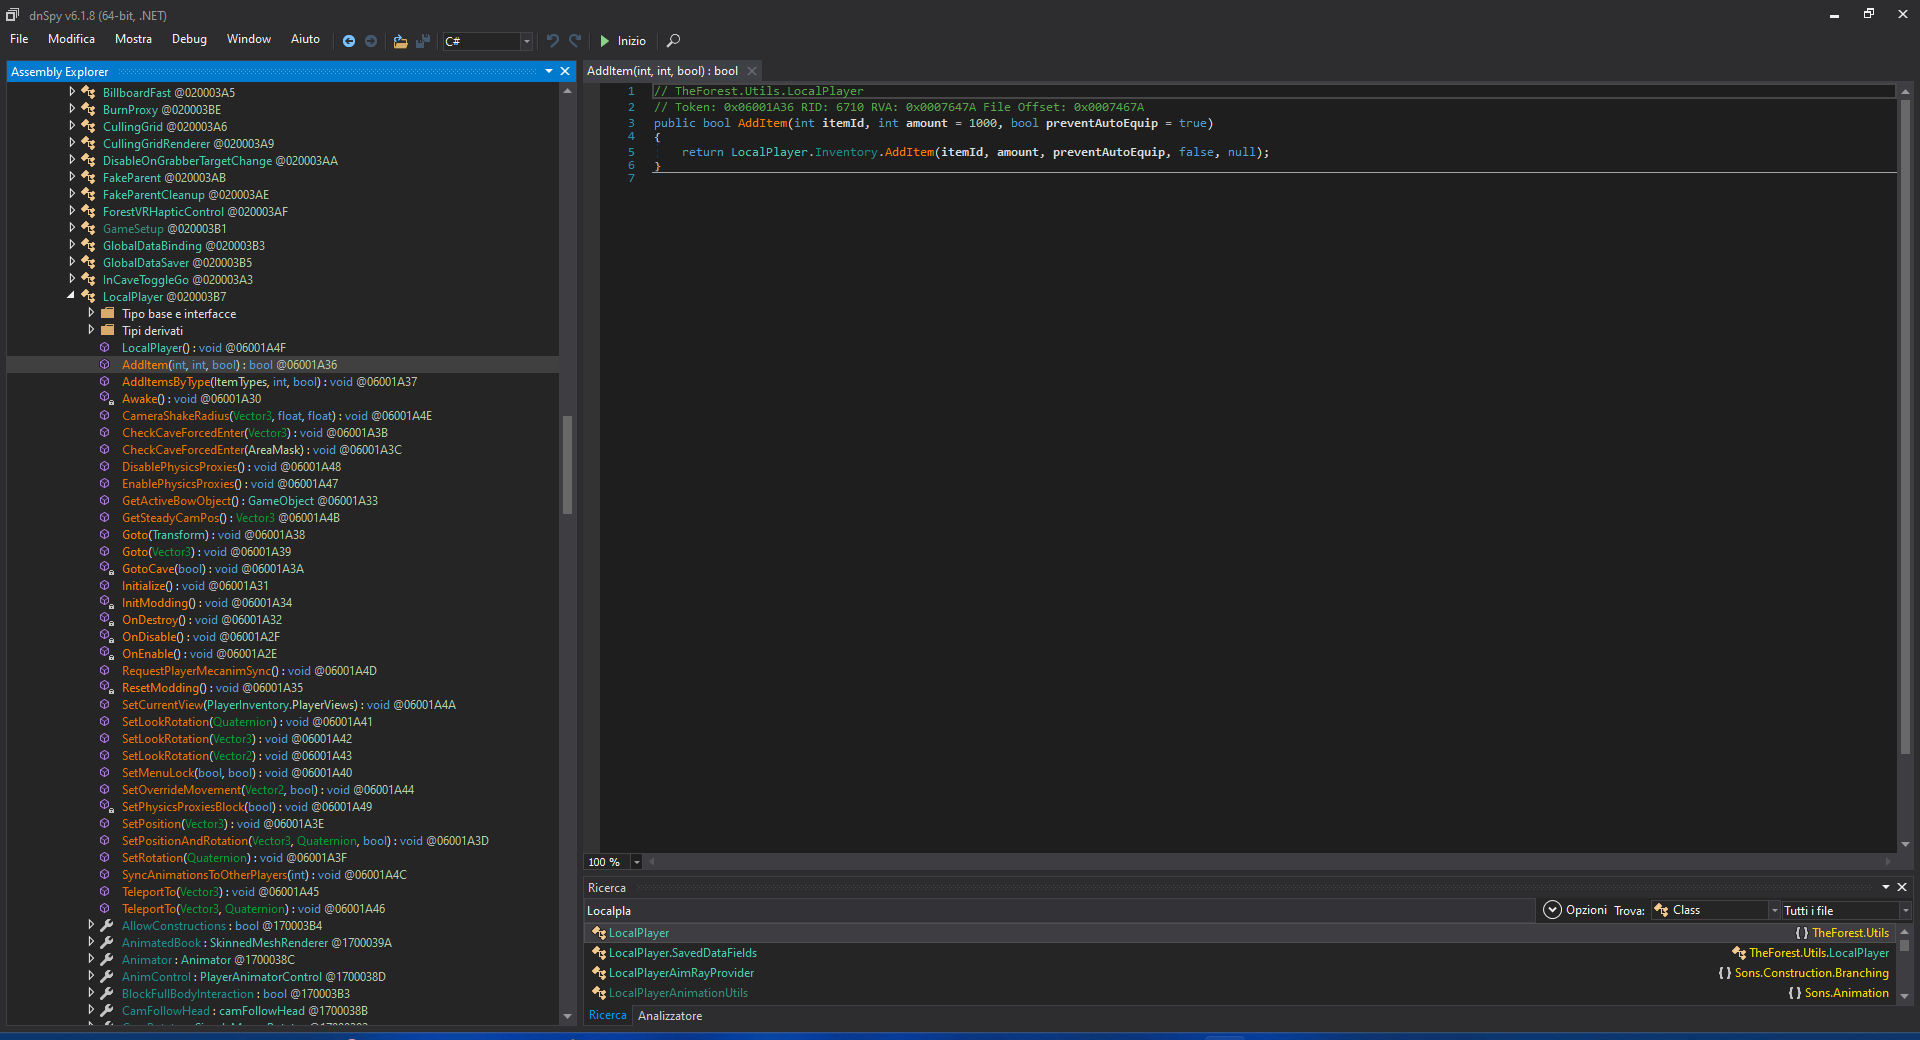 dnSpy v6.1.8 (64-bit, .NET)
File Modifica Mostra Debug Window Aiuto C# Inizio
Assembly Explorer
BillboardFast @020003A5
BurnProxy @020003BE
CullingGrid @020003A6
CullingGridRenderer @020003A9
DisableOnGrabberTargetChange @020003AA
FakeParent @020003AB
FakeParentCleanup @020003AE
ForestVRHapticControl @020003AF
GameSetup @020003B1
GlobalDataBinding @020003B3
GlobalDataSaver @020003B5
InCaveToggleGo @020003A3
LocalPlayer @020003B7
Tipo base e interfacce
Tipi derivati
LocalPlayer() : void @06001A4F
AddItem(int, int, bool) : bool @06001A36
AddItemsByType(ItemTypes, int, bool) : void @06001A37
Awake() : void @06001A30
CameraShakeRadius(Vector3, float, float) : void @06001A4E
CheckCaveForcedEnter(Vector3) : void @06001A3B
CheckCaveForcedEnter(AreaMask) : void @06001A3C
DisablePhysicsProxies() : void @06001A48
EnablePhysicsProxies() : void @06001A47
GetActiveBowObject() : GameObject @06001A33
GetSteadyCamPos() : Vector3 @06001A4B
Goto(Transform) : void @06001A38
Goto(Vector3) : void @06001A39
GotoCave(bool) : void @06001A3A
Initialize() : void @06001A31
InitModding() : void @06001A34
OnDestroy() : void @06001A32
OnDisable() : void @06001A2F
OnEnable() : void @06001A2E
RequestPlayerMecanimSync() : void @06001A4D
ResetModding() : void @06001A35
SetCurrentView(PlayerInventory.PlayerViews) : void @06001A4A
SetLookRotation(Quaternion) : void @06001A41
SetLookRotation(Vector3) : void @06001A42
SetLookRotation(Vector2) : void @06001A43
SetMenuLock(bool, bool) : void @06001A40
SetOverrideMovement(Vector2, bool) : void @06001A44
SetPhysicsProxiesBlock(bool) : void @06001A49
SetPosition(Vector3) : void @06001A3E
SetPositionAndRotation(Vector3, Quaternion, bool) : void @06001A3D
SetRotation(Quaternion) : void @06001A3F
SyncAnimationsToOtherPlayers(int) : void @06001A4C
TeleportTo(Vector3) : void @06001A45
TeleportTo(Vector3, Quaternion) : void @06001A46
AllowConstructions : bool @170003B4
AnimatedBook : SkinnedMeshRenderer @1700039A
Animator : Animator @1700038C
AnimControl : PlayerAnimatorControl @1700038D
BlockFullBodyInteraction : bool @170003B3
CamFollowHead : camFollowHead @1700038B
AddItem(int, int, bool) : bool
1 // TheForest.Utils.LocalPlayer
2 // Token: 0x06001A36 RID: 6710 RVA: 0x0007647A File Offset: 0x0007467A
3 public bool AddItem(int itemId, int amount = 1000, bool preventAutoEquip = true)
4 {
5 return LocalPlayer.Inventory.AddItem(itemId, amount, preventAutoEquip, false, null);
6 }
7
100 %
Ricerca
Localpla Opzioni Trova: Class Tutti i file
LocalPlayer { } TheForest.Utils
LocalPlayer.SavedDataFields TheForest.Utils.LocalPlayer
LocalPlayerAimRayProvider { } Sons.Construction.Branching
LocalPlayerAnimationUtils { } Sons.Animation
Ricerca Analizzatore